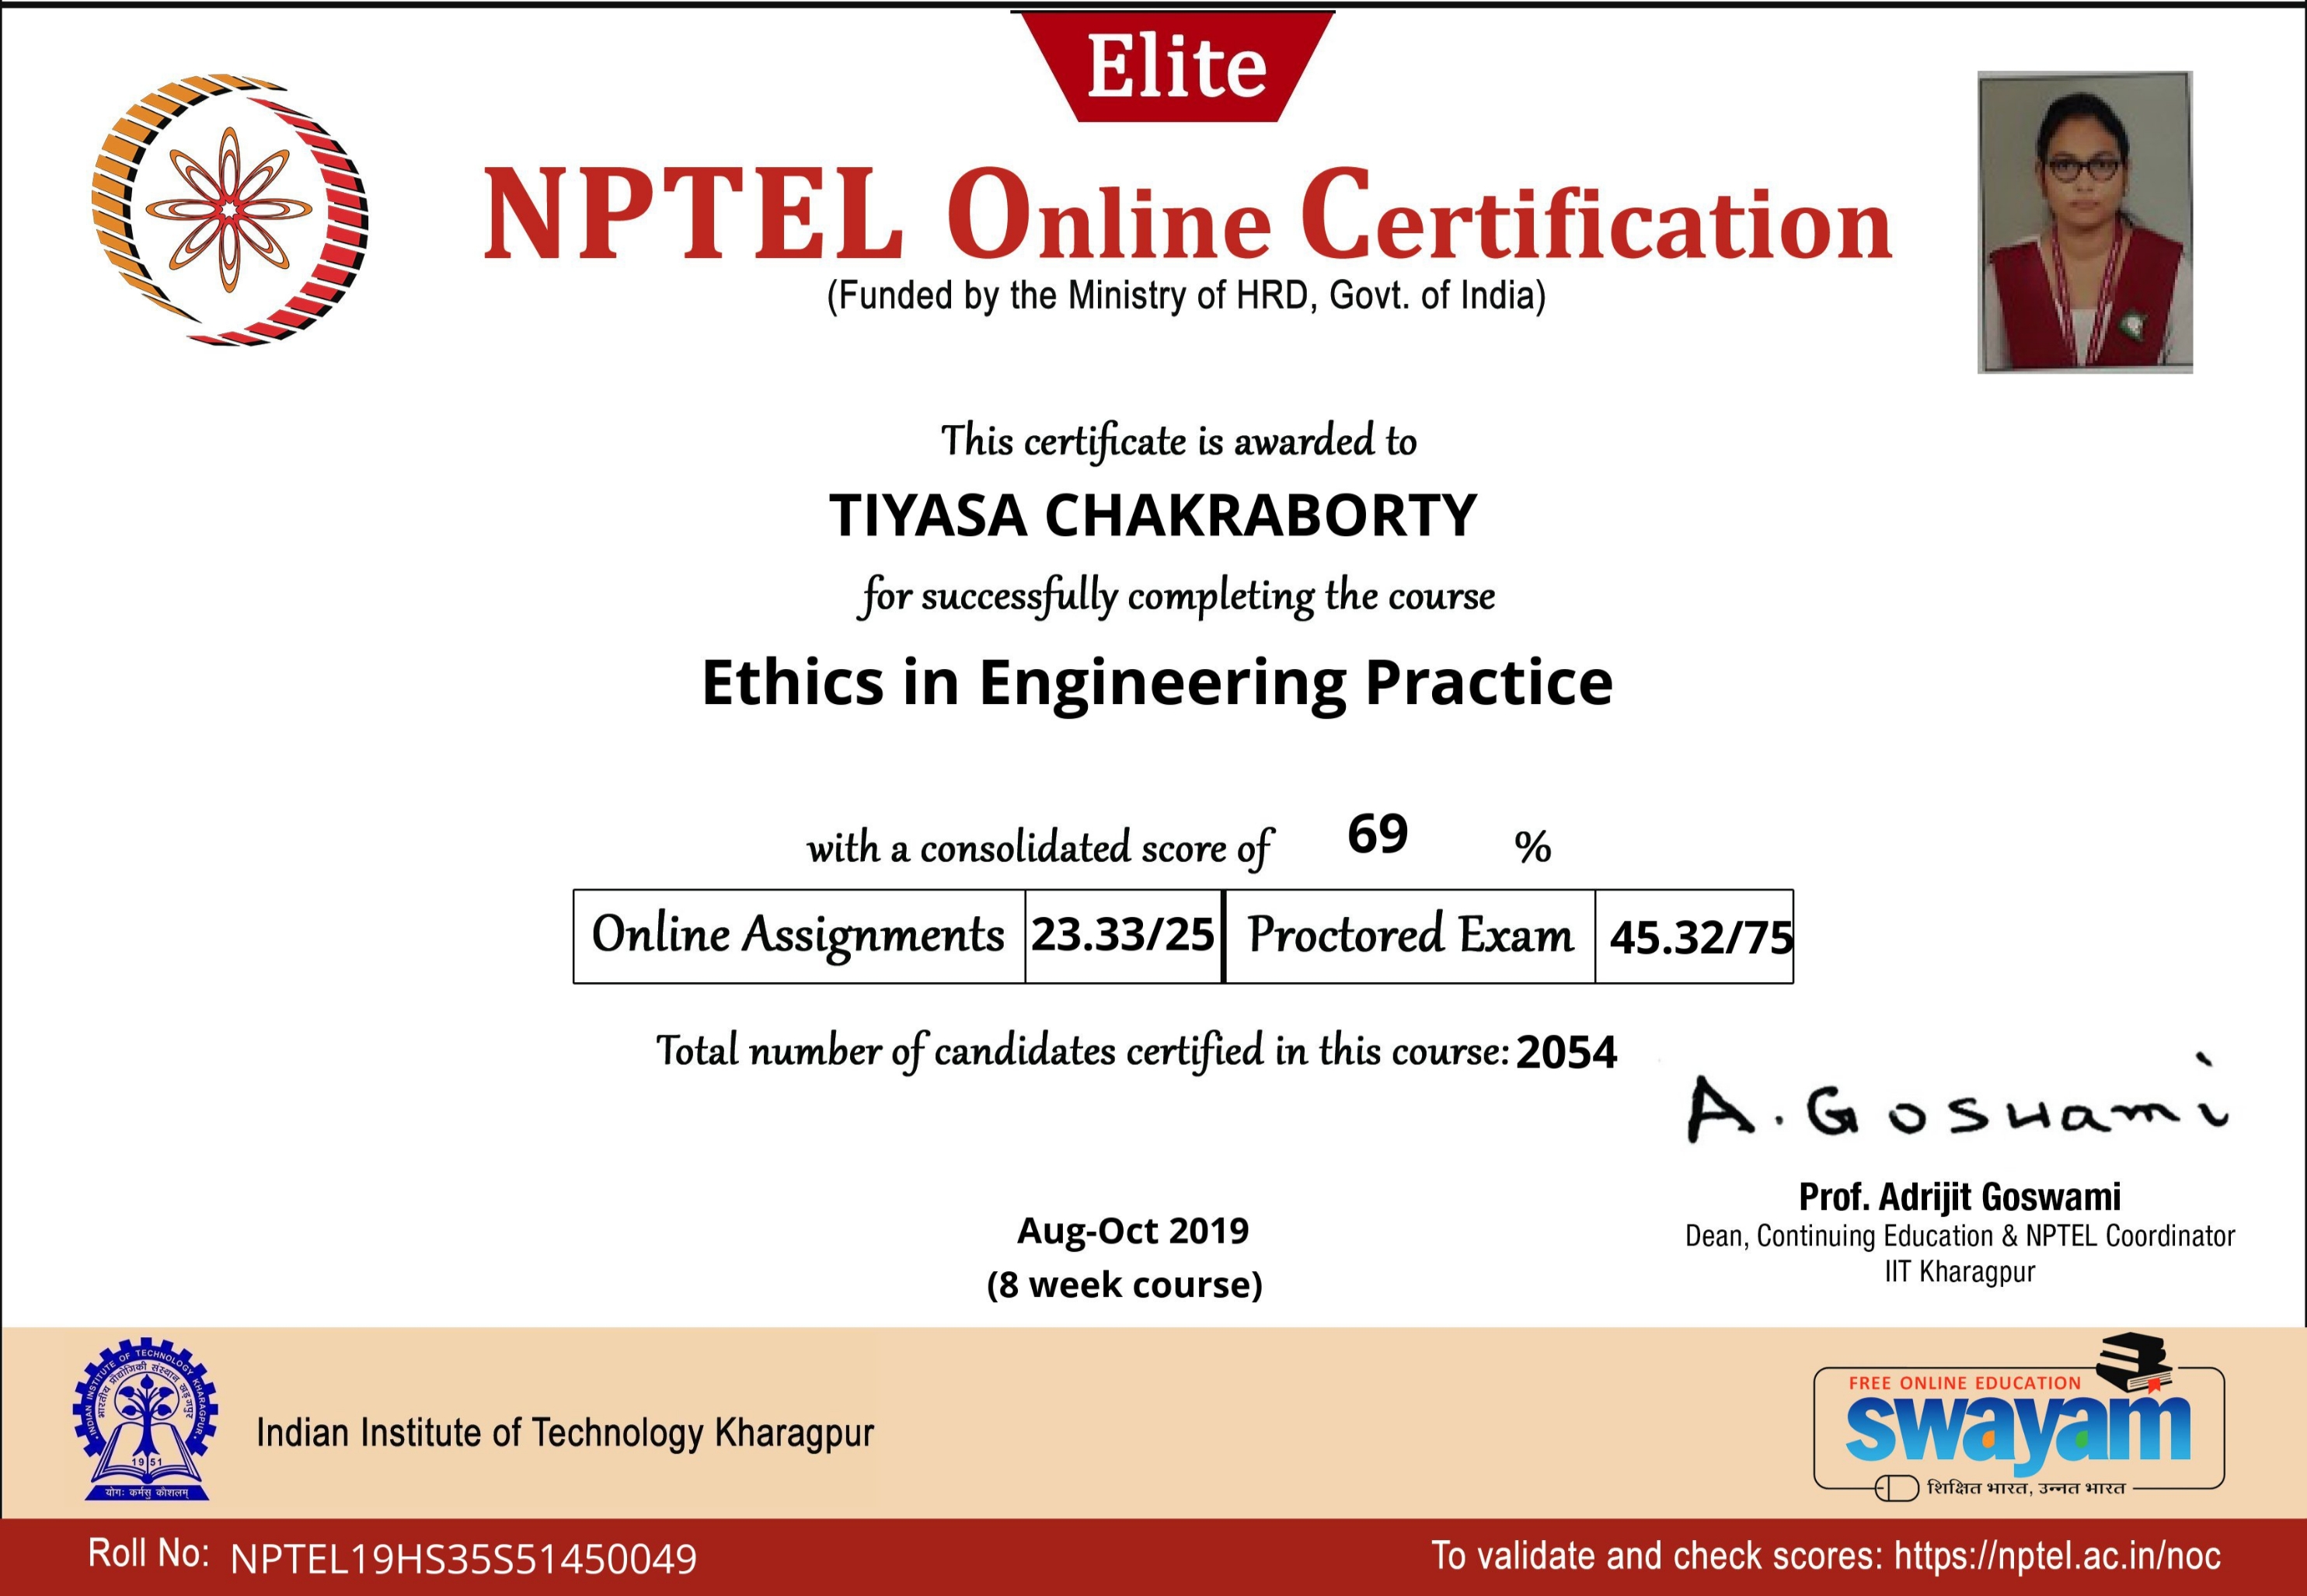 Elite
NPTEL Online Certification
(Funded by the Ministry of HRD, Govt. of India)
This certificate is awarded to
TIYASA CHAKRABORTY
for successfully completing the course
Ethics in Engineering Practice
with a consolidated score of 69 %
Online Assignments 23.33/25 Proctored Exam 45.32/75
Total number of candidates certified in this course: 2054
A. Goswami
Prof. Adrijit Goswami
Dean, Continuing Education & NPTEL Coordinator
IIT Kharagpur
Aug-Oct 2019
(8 week course)
INDIAN INSTITUTE OF TECHNOLOGY KHARAGPUR
भारतीय प्रौद्योगिकी संस्थान खड़गपुर
1951
योगः कर्मसु कौशलम्
Indian Institute of Technology Kharagpur
FREE ONLINE EDUCATION
swayam
शिक्षित भारत, उन्नत भारत
Roll No: NPTEL19HS35S51450049
To validate and check scores: https://nptel.ac.in/noc